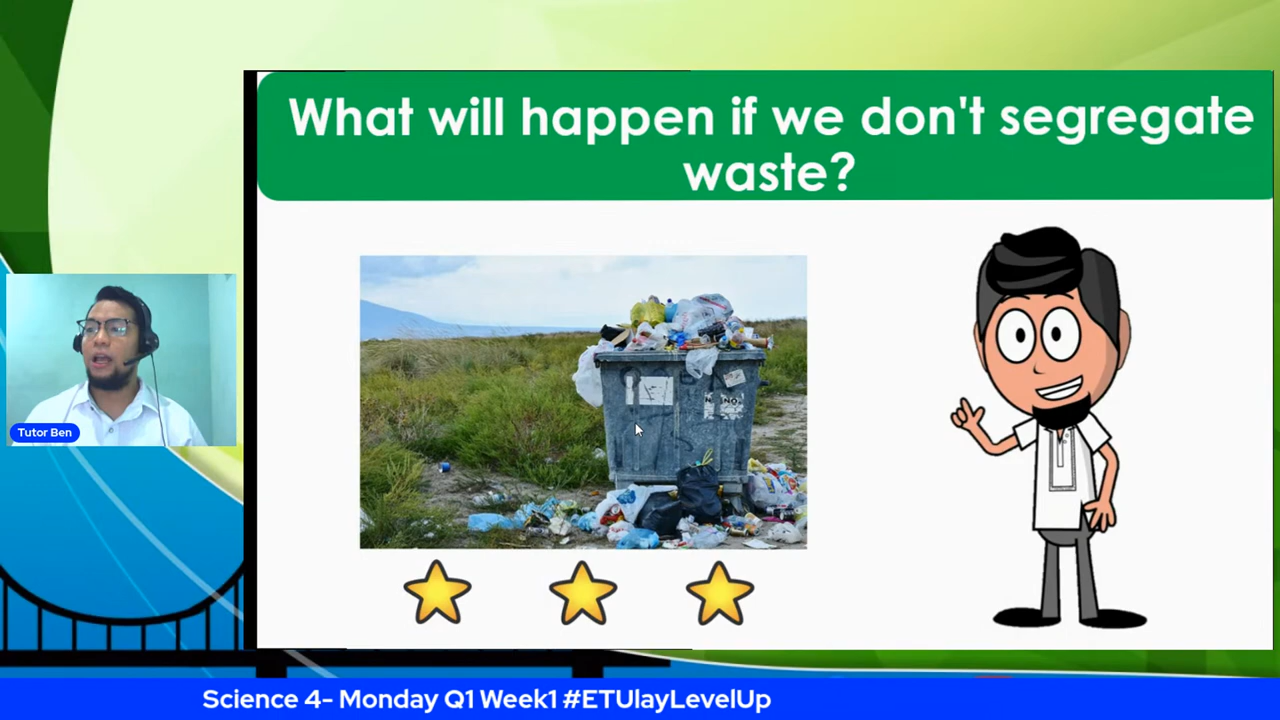 What will happen if we don't segregate
waste?
Tutor Ben
Science 4- Monday Q1 Week1 #ETUlayLevelUp